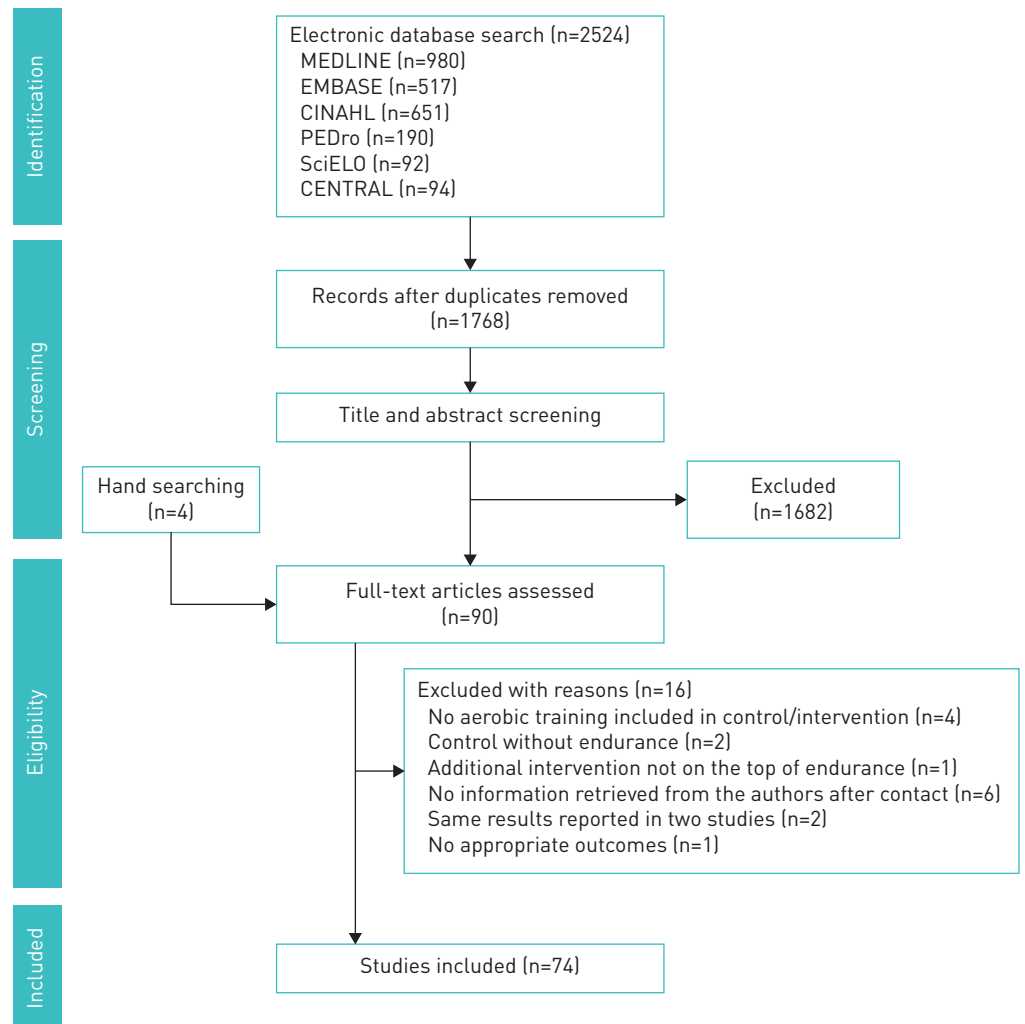 Identification
Electronic database search (n=2524)
MEDLINE (n=980)
EMBASE (n=517)
CINAHL (n=651)
PEDro (n=190)
SciELO (n=92)
CENTRAL (n=94)
Screening
Records after duplicates removed
(n=1768)
Title and abstract screening
Hand searching
(n=4)
Excluded
(n=1682)
Eligibility
Full-text articles assessed
(n=90)
Excluded with reasons (n=16)
No aerobic training included in control/intervention (n=4)
Control without endurance (n=2)
Additional intervention not on the top of endurance (n=1)
No information retrieved from the authors after contact (n=6)
Same results reported in two studies (n=2)
No appropriate outcomes (n=1)
Included
Studies included (n=74)